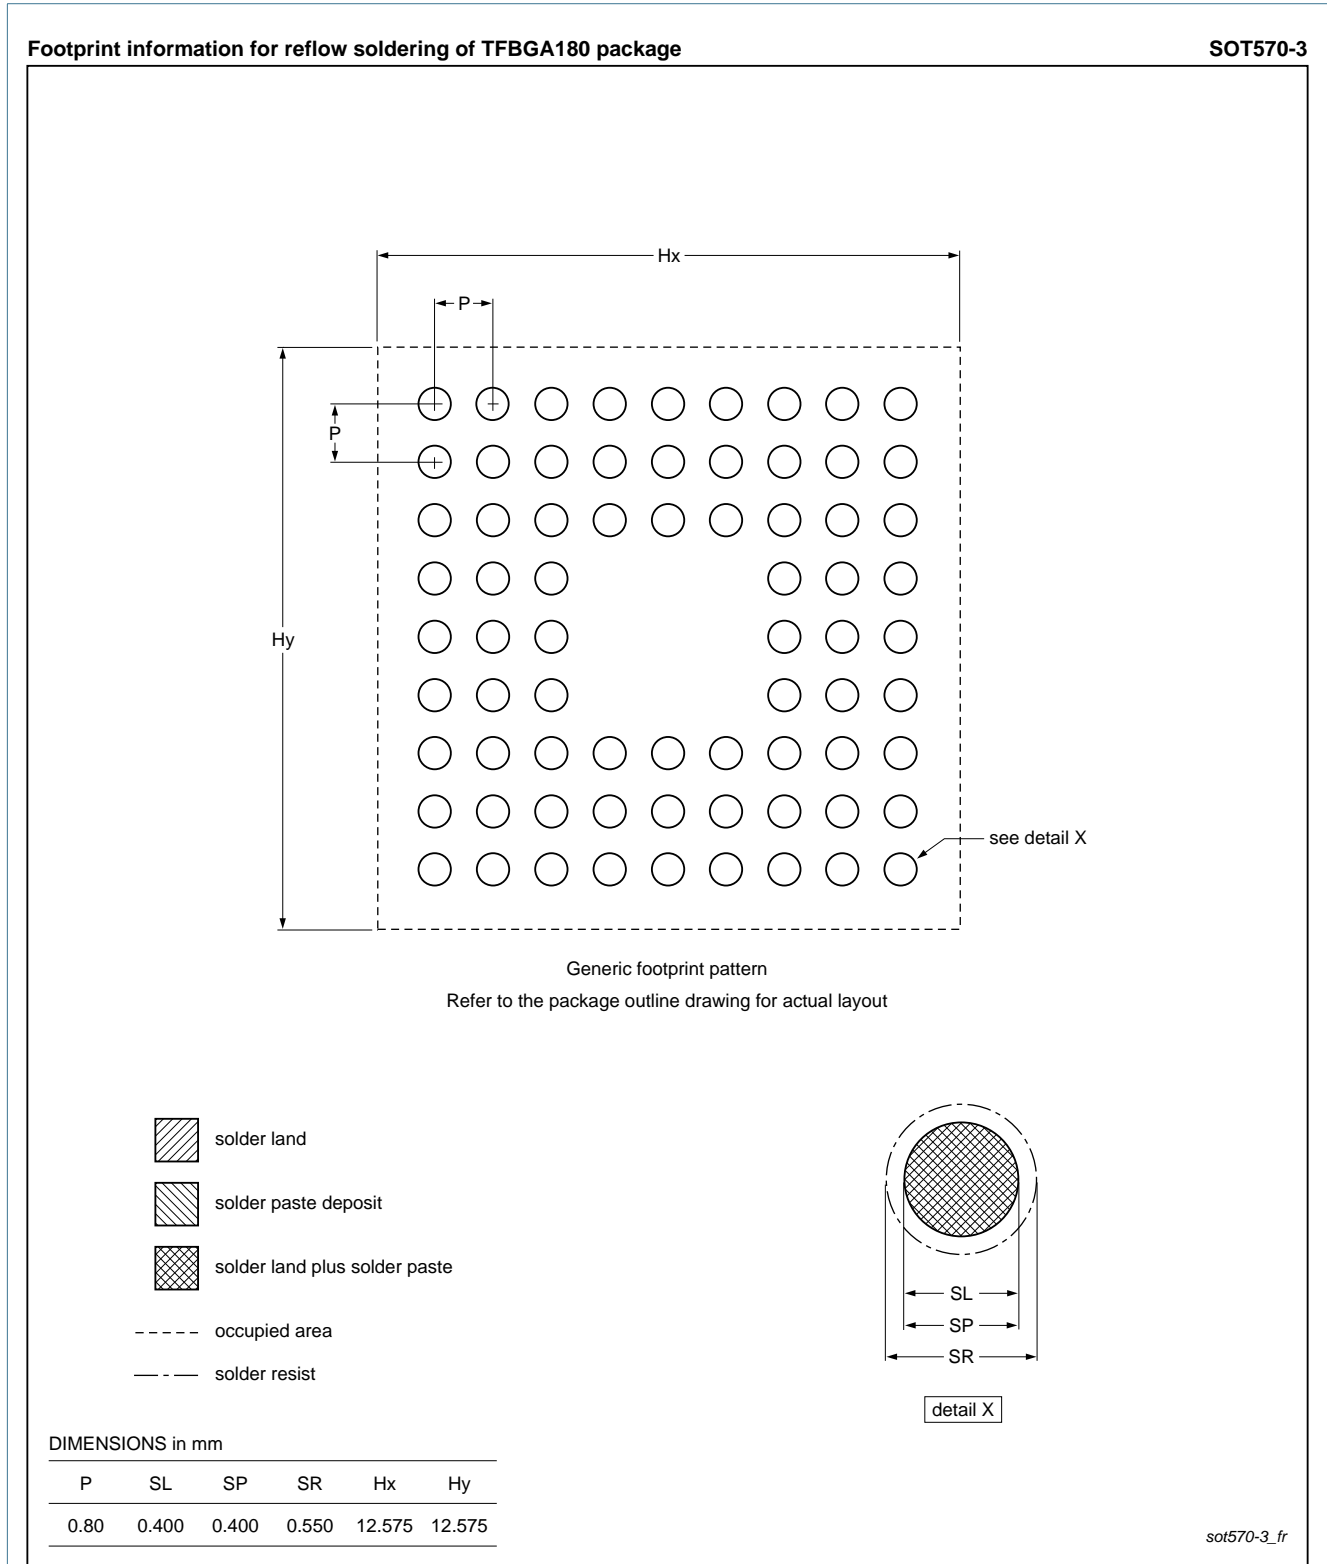 Footprint information for reflow soldering of TFBGA180 package SOT570-3
Hx
P
P
Hy
see detail X
Generic footprint pattern
Refer to the package outline drawing for actual layout
solder land
solder paste deposit
solder land plus solder paste
occupied area
solder resist
SL
SP
SR
detail X
DIMENSIONS in mm
P SL SP SR Hx Hy
0.80 0.400 0.400 0.550 12.575 12.575
sot570-3_fr